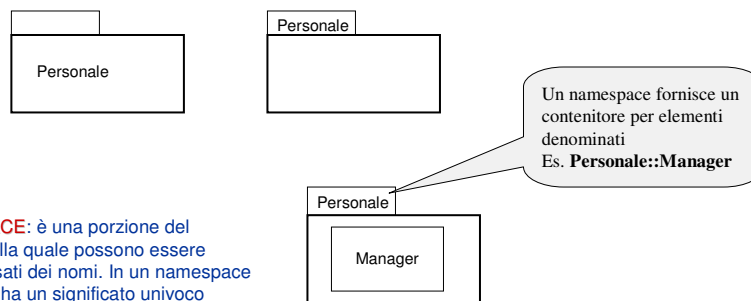 Personale
Personale
Un namespace fornisce un
contenitore per elementi
denominati
Es. Personale::Manager
Personale
Manager
CE: è una porzione del
lla quale possono essere
sati dei nomi. In un namespace
ha un significato univoco